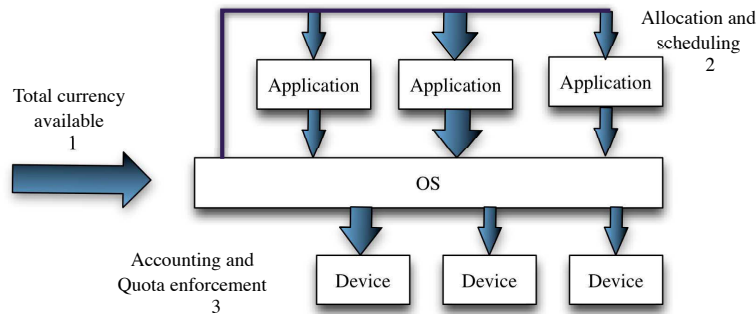 Allocation and
scheduling
2
Application
Application
Application
Total currency
available
1
OS
Accounting and
Quota enforcement
3
Device
Device
Device